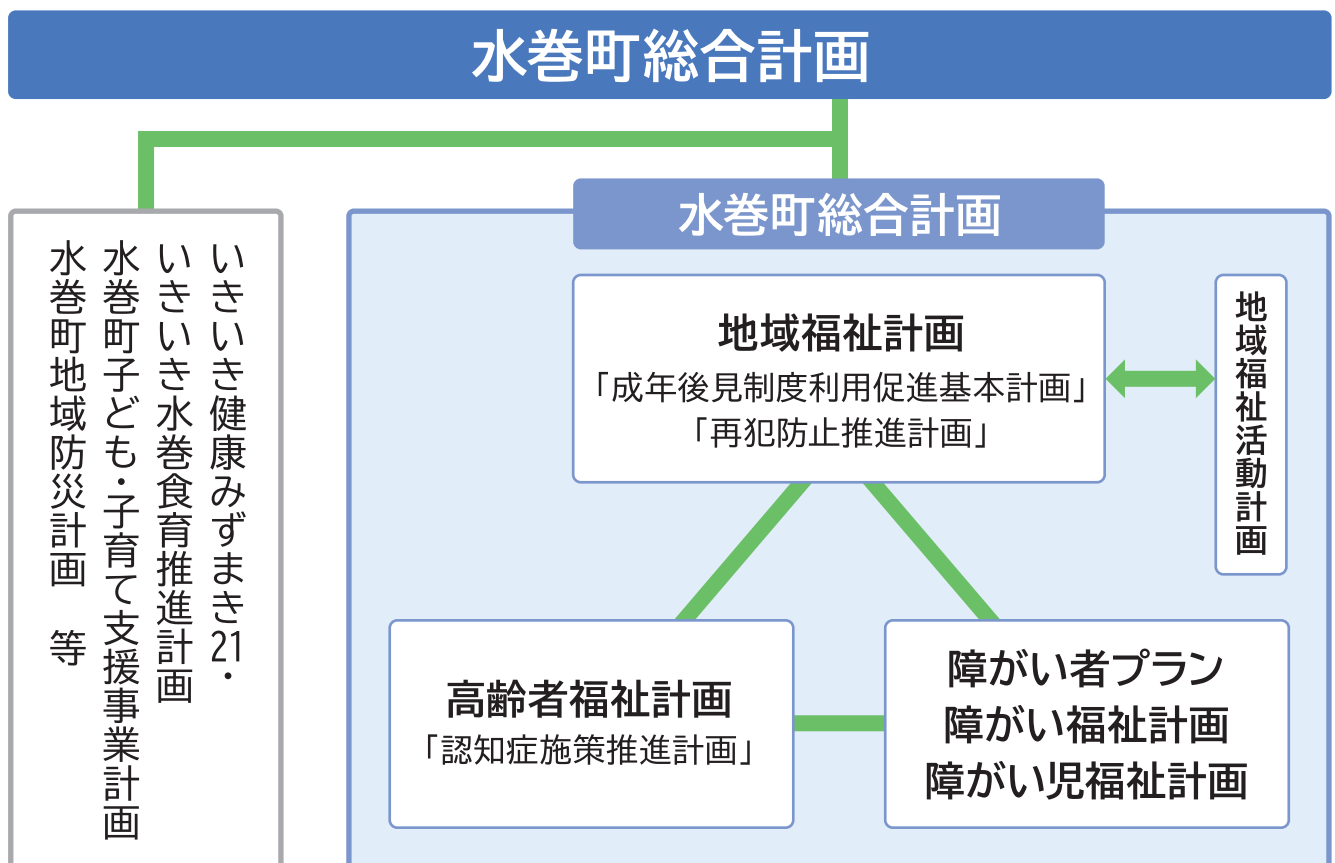 水巻町総合計画
いきいき健康みずまき21・
いきいき水巻食育推進計画
水巻町子ども・子育て支援事業計画
水巻町地域防災計画　等
水巻町総合計画
地域福祉計画
「成年後見制度利用促進基本計画」
「再犯防止推進計画」
地域福祉活動計画
高齢者福祉計画
「認知症施策推進計画」
障がい者プラン
障がい福祉計画
障がい児福祉計画